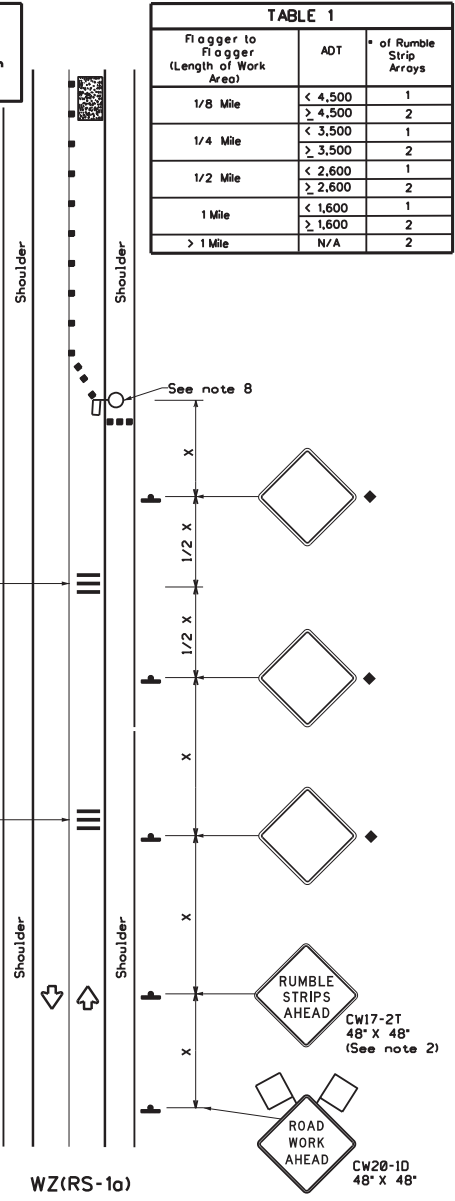 n
TABLE 1
Flagger to
Flagger
(Length of Work
Area)
ADT
* of Rumble
Strip
Arrays
1/8 Mile
< 4,500
1
≥ 4,500
2
1/4 Mile
< 3,500
1
≥ 3,500
2
1/2 Mile
< 2,600
1
≥ 2,600
2
1 Mile
< 1,600
1
≥ 1,600
2
> 1 Mile
N/A
2
Shoulder
Shoulder
See note 8
X
1/2 X
1/2 X
X
X
RUMBLE
STRIPS
AHEAD
CW17-2T
48" X 48"
(See note 2)
Shoulder
Shoulder
X
ROAD
WORK
AHEAD
CW20-1D
48" X 48"
WZ(RS-1a)